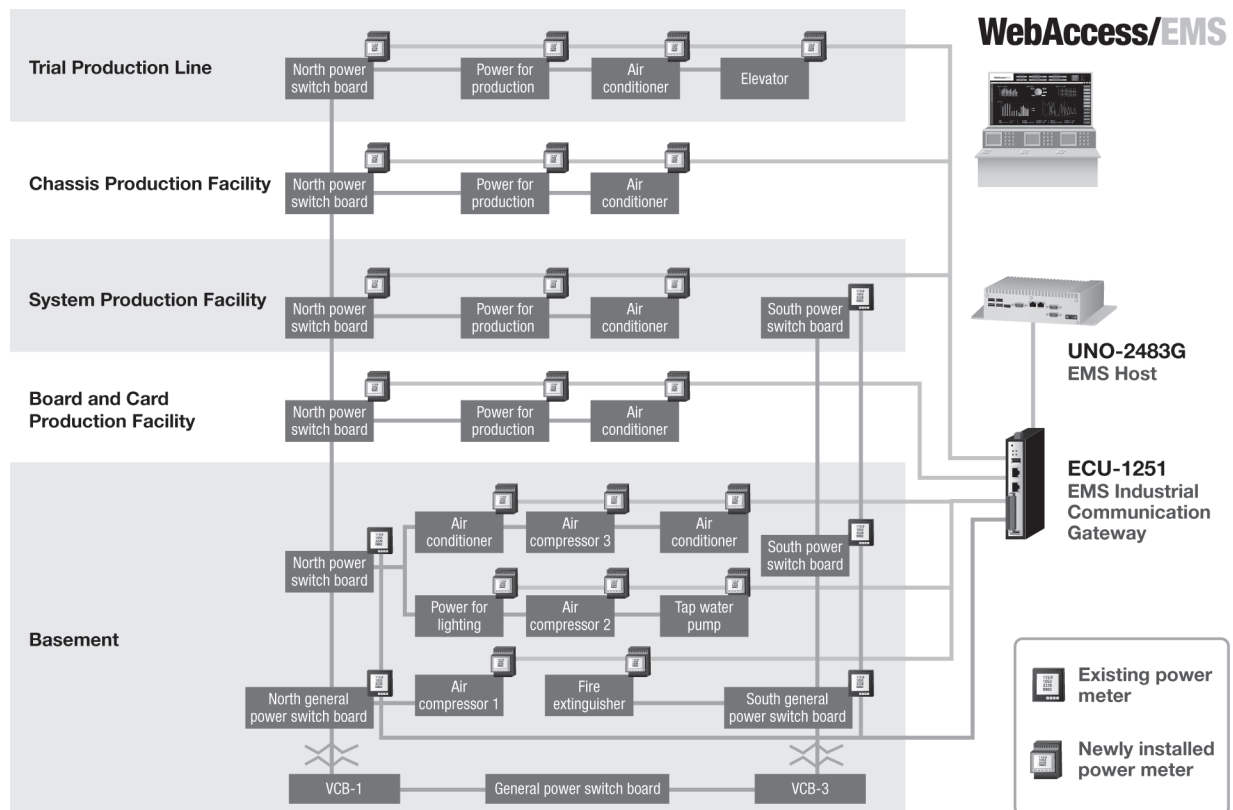 WebAccess/EMS
Trial Production Line
North power
switch board
Power for
production
Air
conditioner
Elevator
Chassis Production Facility
North power
switch board
Power for
production
Air
conditioner
System Production Facility
North power
switch board
Power for
production
Air
conditioner
South power
switch board
UNO-2483G
EMS Host
Board and Card
Production Facility
North power
switch board
Power for
production
Air
conditioner
ECU-1251
EMS Industrial
Communication
Gateway
Basement
North power
switch board
Air
conditioner
Air
compressor 3
Air
conditioner
South power
switch board
Power for
lighting
Air
compressor 2
Tap water
pump
North general
power switch board
Air
compressor 1
Fire
extinguisher
South general
power switch board
VCB-1
General power switch board
VCB-3
Existing power
meter
Newly installed
power meter